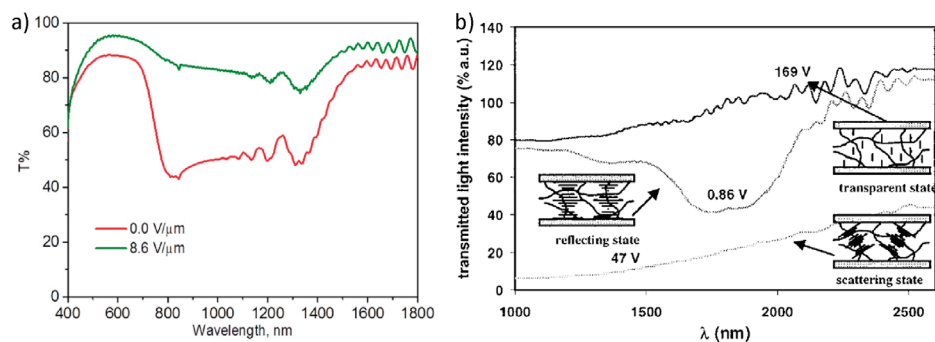 a)
100
80
60
40
20
0
T%
0.0 V/µm
8.6 V/µm
400 600 800 1000 1200 1400 1600 1800
Wavelength, nm
b)
140
120
100
80
60
40
20
0
transmitted light intensity (% a.u.)
169 V
transparent state
0.86 V
reflecting state
47 V
scattering state
1000 1500 2000 2500
λ (nm)